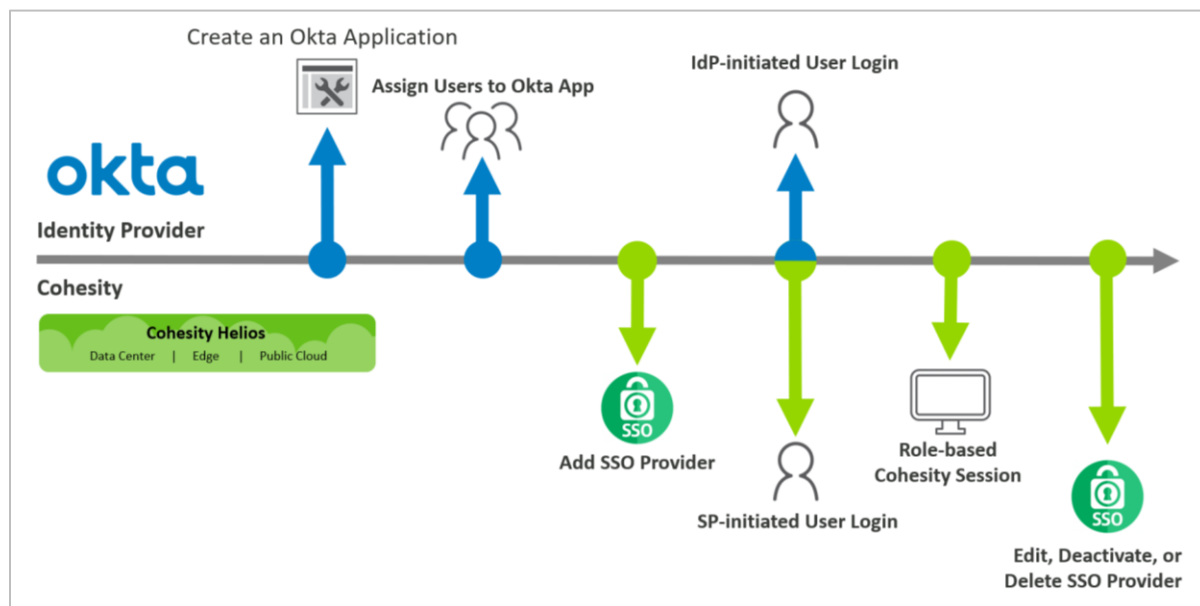 Create an Okta Application
Assign Users to Okta App
IdP-initiated User Login
okta
Identity Provider
Cohesity
Cohesity Helios
Data Center | Edge | Public Cloud
SSO
Add SSO Provider
SP-initiated User Login
Role-based
Cohesity Session
SSO
Edit, Deactivate, or
Delete SSO Provider